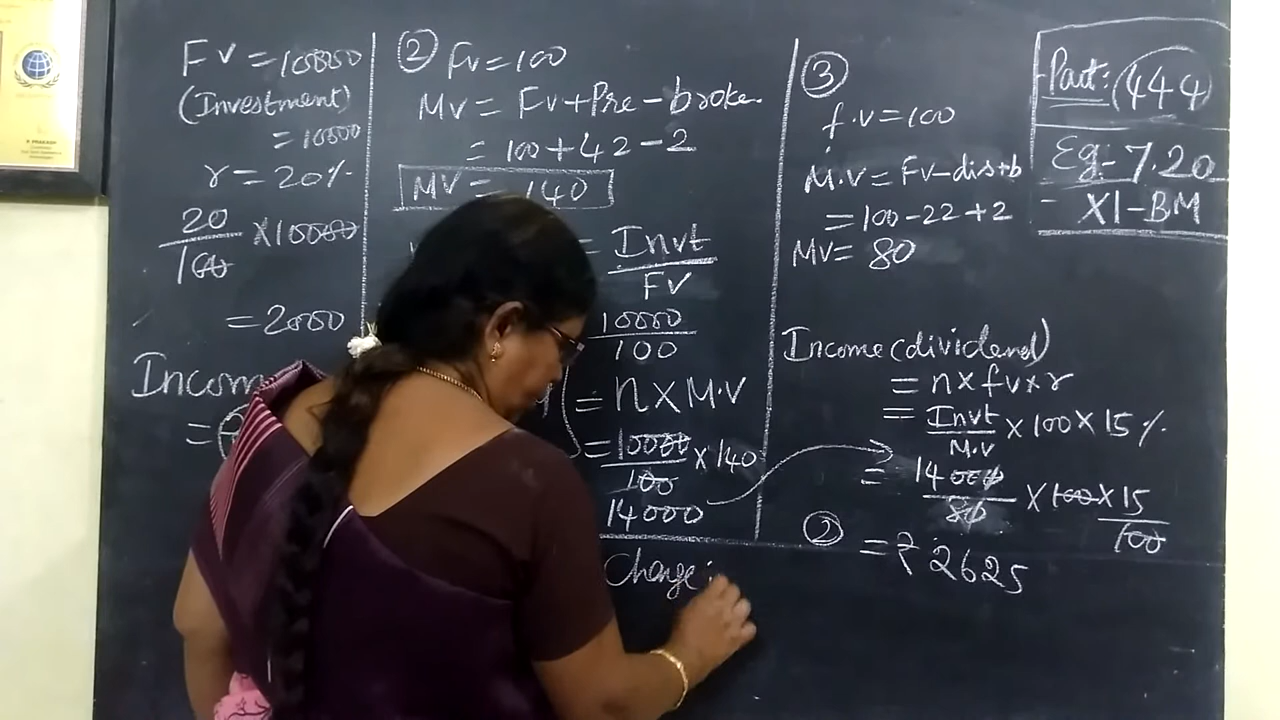 FV = 10000
(Investment)
= 10000
r = 20%
20/100 × 10000
= 2000
Incom
=
② Fv = 100
MV = Fv + Pre - broke.
= 100 + 42 - 2
MV = 140
= Invt/FV
10000/100
= n × M.V
= 10000/100 × 140
14000
Change :
③
f.v = 100
M.V = Fv - dis + b
= 100 - 22 + 2
MV = 80
Income (dividend)
= n × fv × r
= Invt/M.V × 100 × 15%
= 14000/80 × 100 × 15/100
② = ₹ 2625
Part: 444
Eg - 7.20
- XI - BM